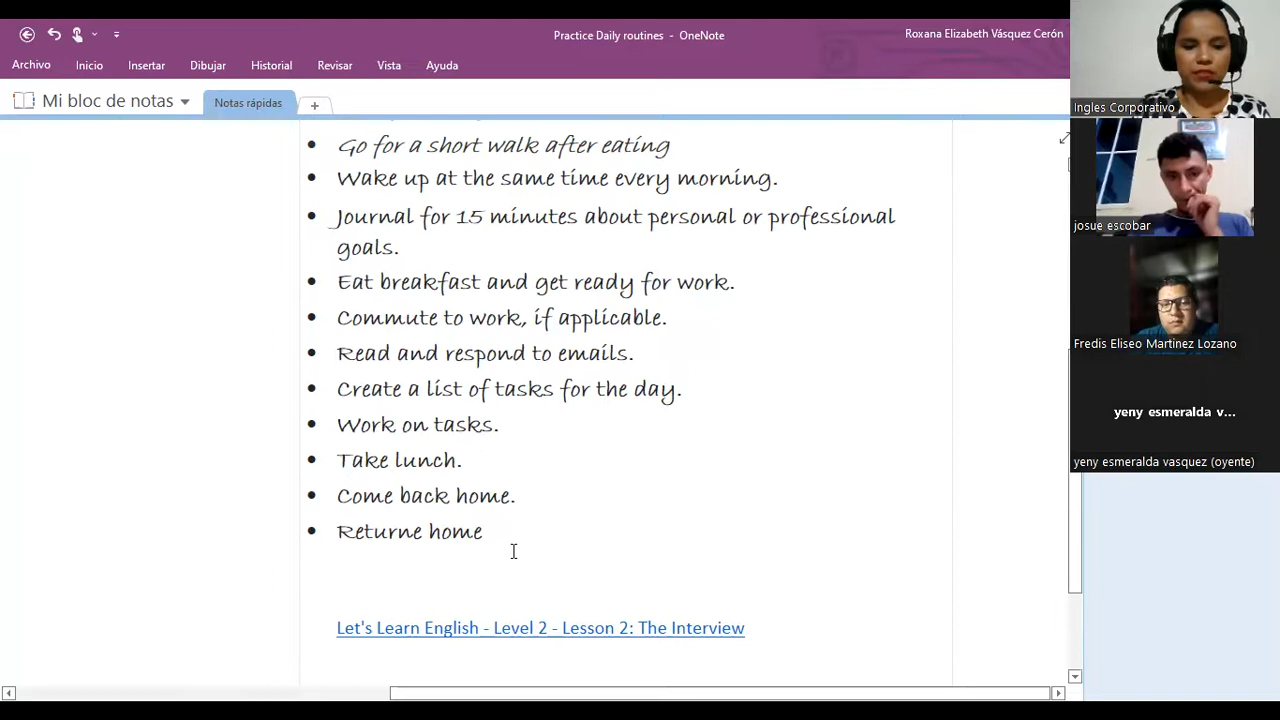 Practice Daily routines - OneNote
Roxana Elizabeth Vásquez Cerón
Archivo Inicio Insertar Dibujar Historial Revisar Vista Ayuda
Mi bloc de notas Notas rápidas
Go for a short walk after eating
Wake up at the same time every morning.
Journal for 15 minutes about personal or professional
goals.
Eat breakfast and get ready for work.
Commute to work, if applicable.
Read and respond to emails.
Create a list of tasks for the day.
Work on tasks.
Take lunch.
Come back home.
Returne home
Let's Learn English - Level 2 - Lesson 2: The Interview
Ingles Corporativo
josue escobar
Fredis Eliseo Martinez Lozano
yeny esmeralda v...
yeny esmeralda vasquez (oyente)